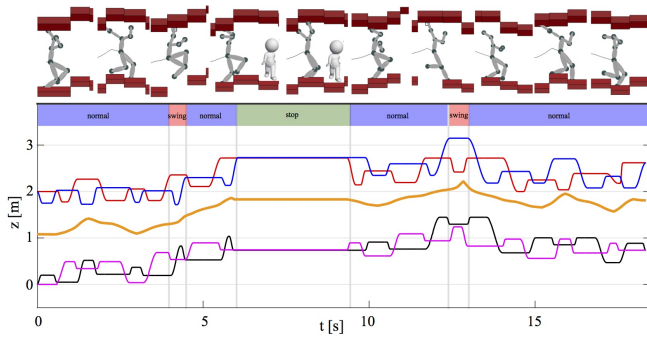 normal
swing
normal
stop
normal
swing
normal
3
2
1
0
z [m]
0
5
10
15
t [s]